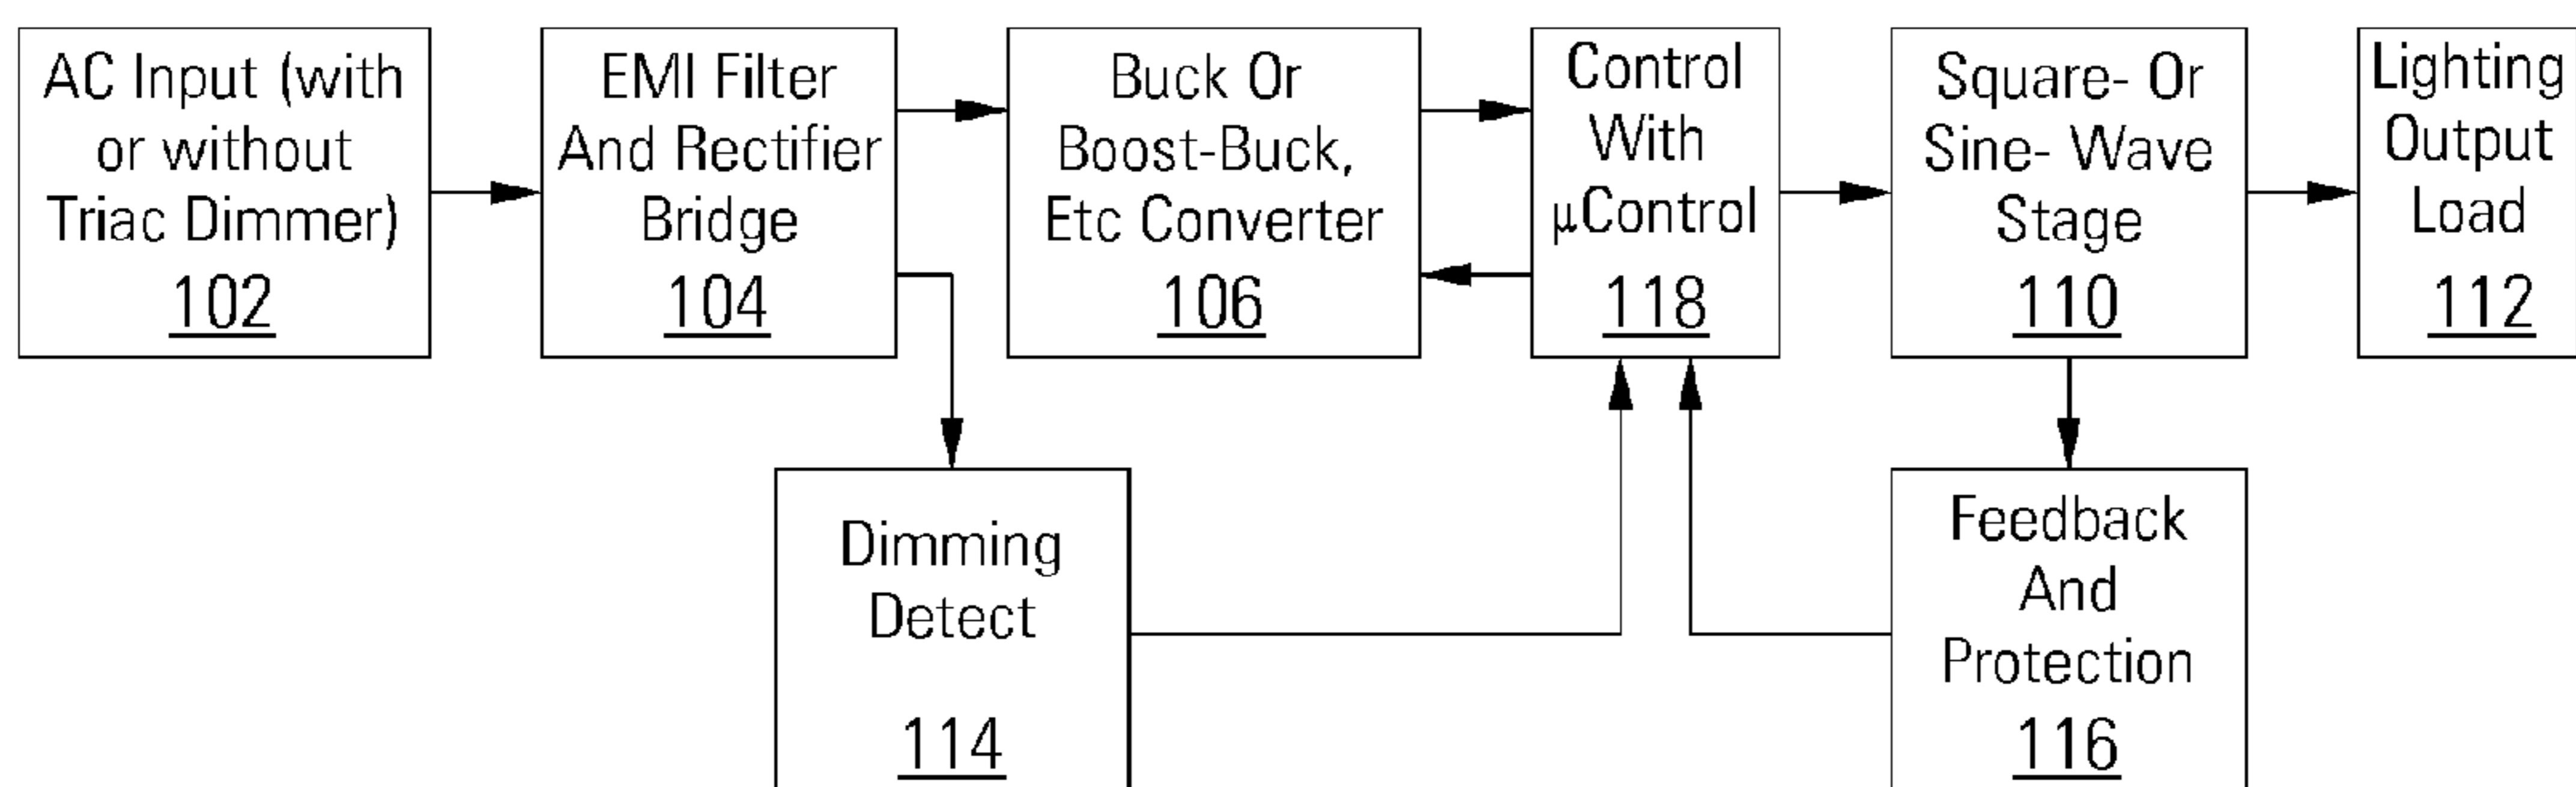 AC Input (with
or without
Triac Dimmer)
102
EMI Filter
And Rectifier
Bridge
104
Buck Or
Boost-Buck,
Etc Converter
106
Control
With
µControl
118
Square- Or
Sine- Wave
Stage
110
Lighting
Output
Load
112
Dimming
Detect
114
Feedback
And
Protection
116